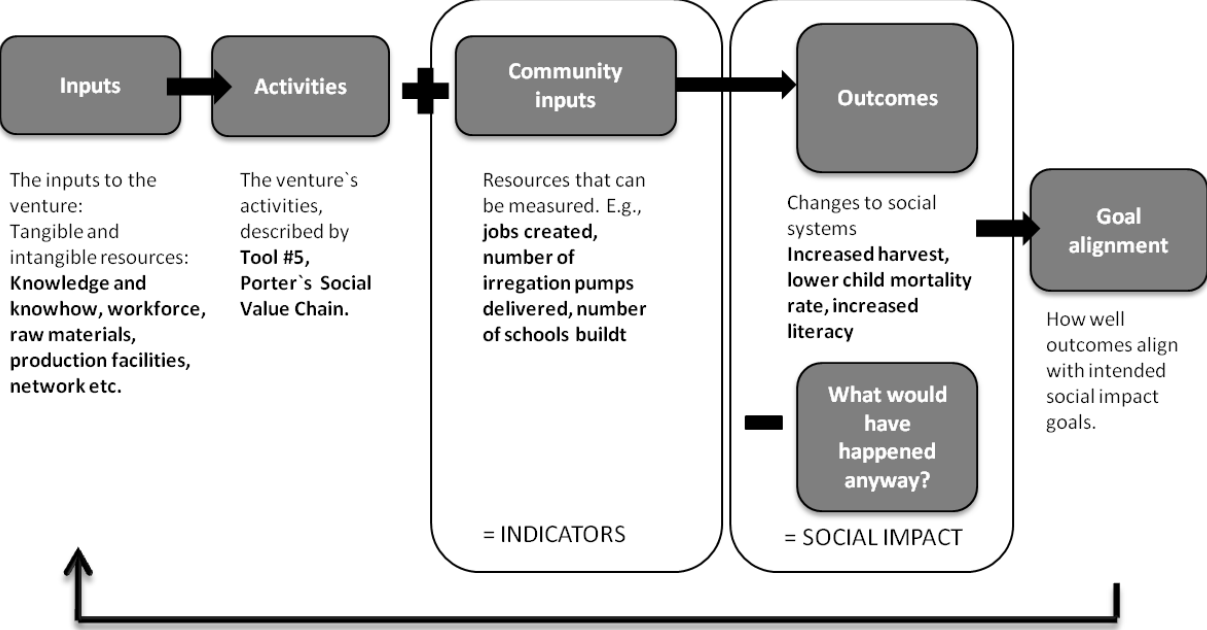 Inputs
Activities
Community
inputs
Outcomes
Goal
alignment
The inputs to the
venture:
Tangible and
intangible resources:
Knowledge and
knowhow, workforce,
raw materials,
production facilities,
network etc.
The venture`s
activities,
described by
Tool #5,
Porter`s Social
Value Chain.
Resources that can
be measured. E.g.,
jobs created,
number of
irregation pumps
delivered, number
of schools buildt
= INDICATORS
Changes to social
systems
Increased harvest,
lower child mortality
rate, increased
literacy
What would
have
happened
anyway?
= SOCIAL IMPACT
How well
outcomes align
with intended
social impact
goals.